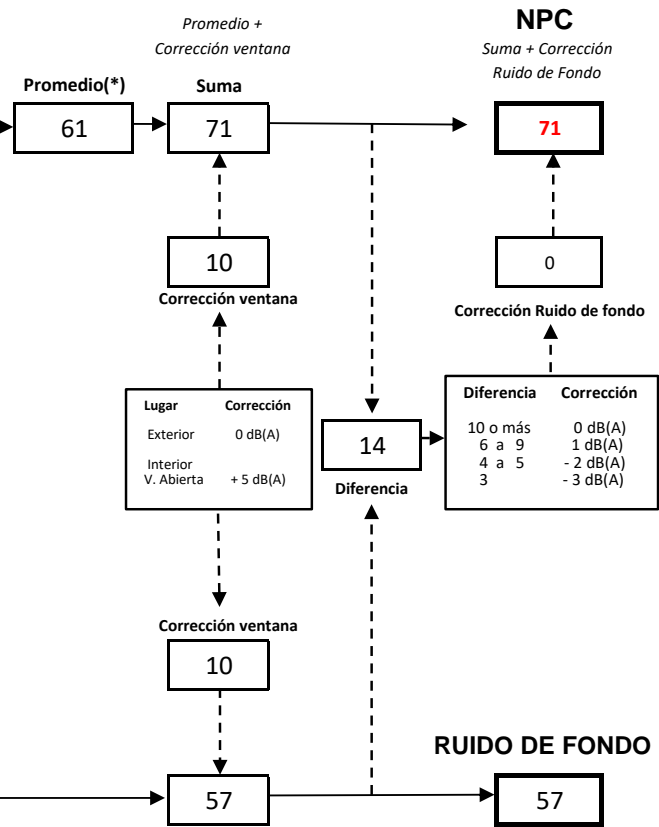 Promedio +
Corrección ventana
NPC
Suma + Corrección
Ruido de Fondo
Promedio(*)
Suma
61
71
71
10
0
Corrección ventana
Corrección Ruido de fondo
Lugar Corrección
Exterior 0 dB(A)
Interior
V. Abierta + 5 dB(A)
14
Diferencia
Diferencia Corrección
10 o más 0 dB(A)
6 a 9 1 dB(A)
4 a 5 - 2 dB(A)
3 - 3 dB(A)
Corrección ventana
10
RUIDO DE FONDO
57
57